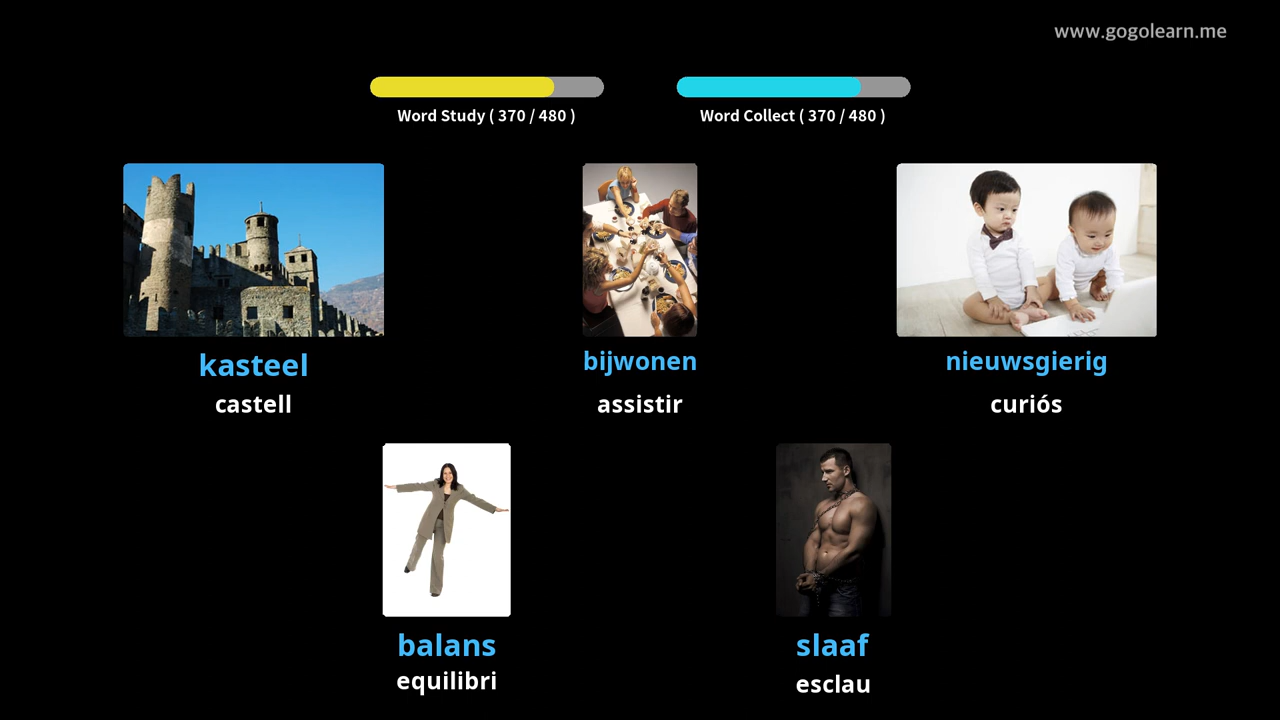 www.gogolearn.me
Word Study ( 370 / 480 )
Word Collect ( 370 / 480 )
kasteel
castell
bijwonen
assistir
nieuwsgierig
curiós
balans
equilibri
slaaf
esclau